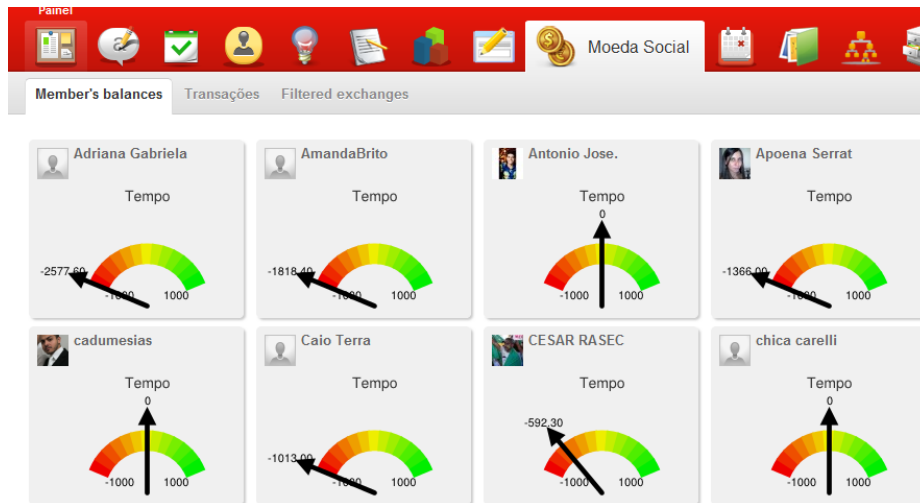 Painel
Moeda Social
Member's balances Transações Filtered exchanges
Adriana Gabriela
Tempo
-2577.60
-1000 1000
AmandaBrito
Tempo
-1818.40
-1000 1000
Antonio Jose.
Tempo
0
-1000 1000
Apoena Serrat
Tempo
-1366.00
-1000 1000
cadumesias
Tempo
0
-1000 1000
Caio Terra
Tempo
-1013.00
-1000 1000
CESAR RASEC
Tempo
-592.30
-1000 1000
chica carelli
Tempo
0
-1000 1000